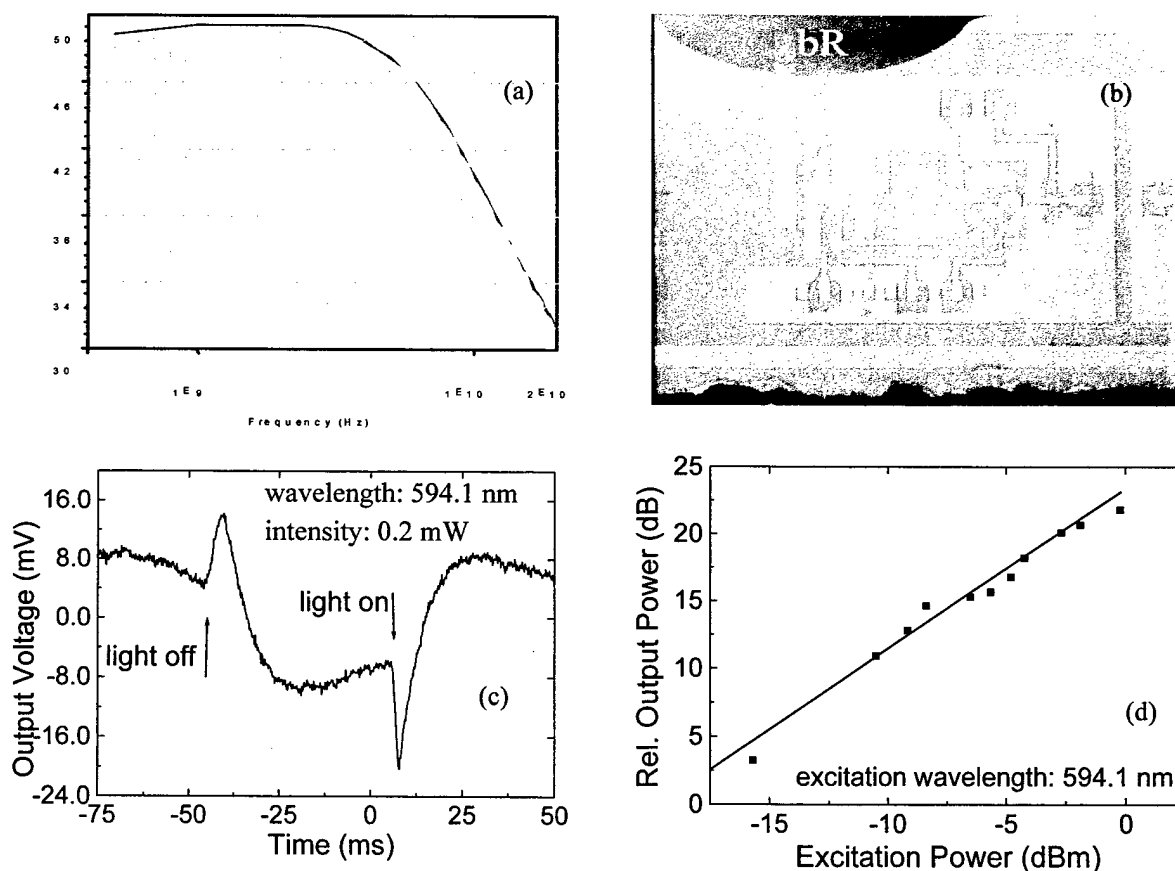 50
(a)
46
42
36
34
30
1E9
1E10
2E10
Frequency (Hz)
bR
(b)
16.0
8.0
0.0
-8.0
-16.0
-24.0
Output Voltage (mV)
wavelength: 594.1 nm
intensity: 0.2 mW
light on
light off
(c)
-75
-50
-25
0
25
50
Time (ms)
25
20
15
10
5
0
Rel. Output Power (dB)
(d)
excitation wavelength: 594.1 nm
-15
-10
-5
0
Excitation Power (dBm)